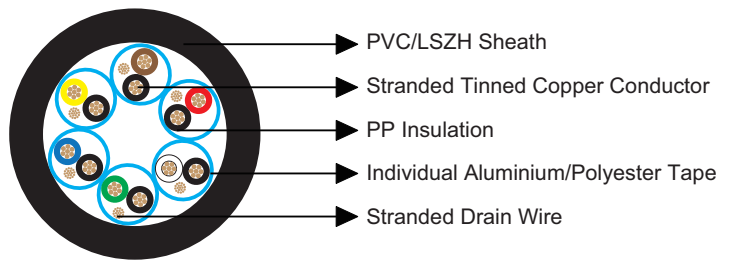 PVC/LSZH Sheath
Stranded Tinned Copper Conductor
PP Insulation
Individual Aluminium/Polyester Tape
Stranded Drain Wire